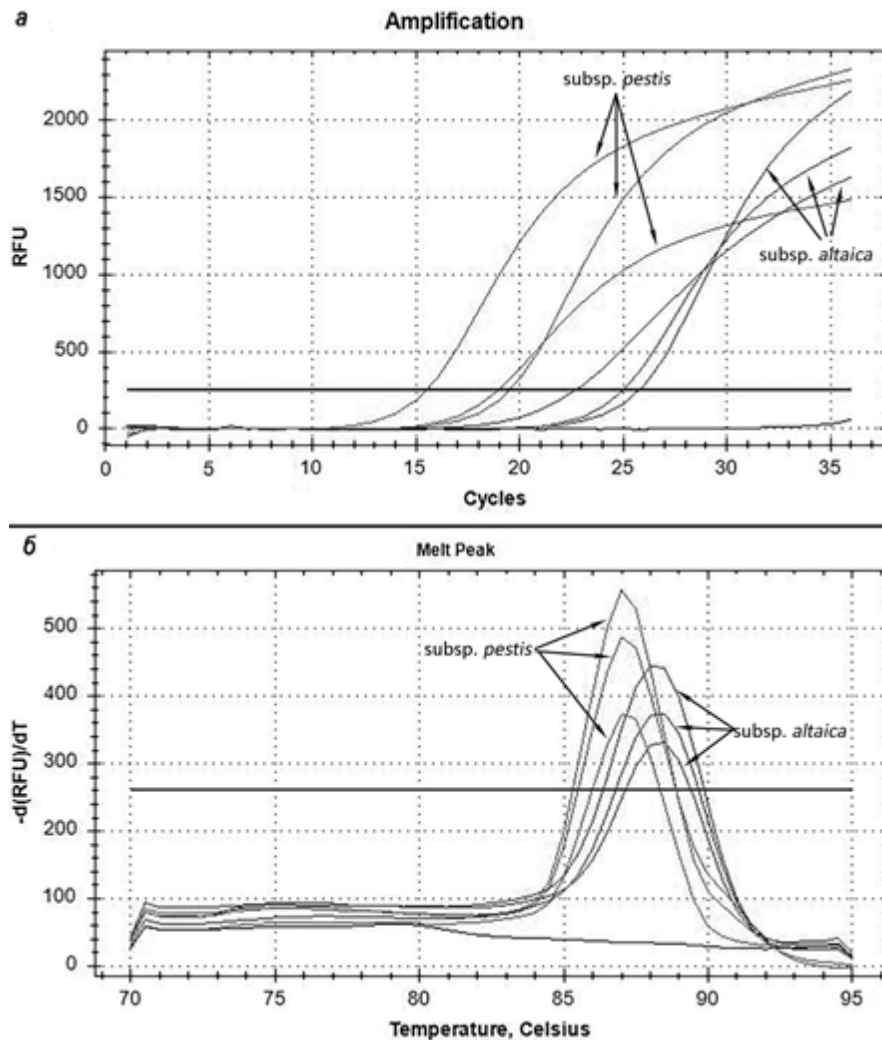 а
Amplification
subsp. pestis
subsp. altaica
RFU
2000
1500
1000
500
0
0 5 10 15 20 25 30 35
Cycles
б
Melt Peak
subsp. pestis
subsp. altaica
-d(RFU)/dT
500
400
300
200
100
0
70 75 80 85 90 95
Temperature, Celsius